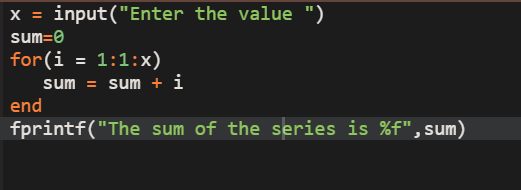 x = input("Enter the value ")
sum=0
for(i = 1:1:x)
   sum = sum + i
end
fprintf("The sum of the series is %f",sum)